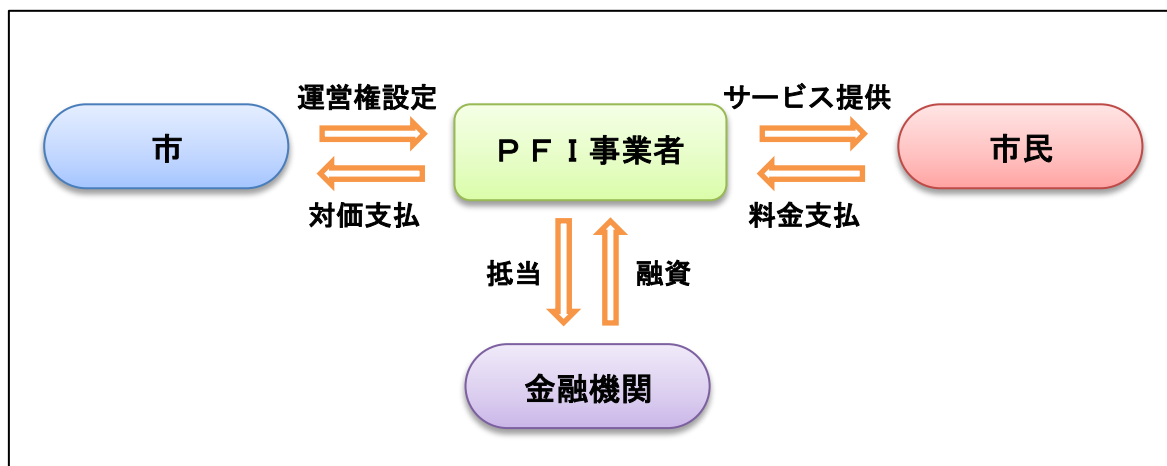 運営権設定
サービス提供
市
ＰＦＩ事業者
市民
対価支払
料金支払
抵当
融資
金融機関